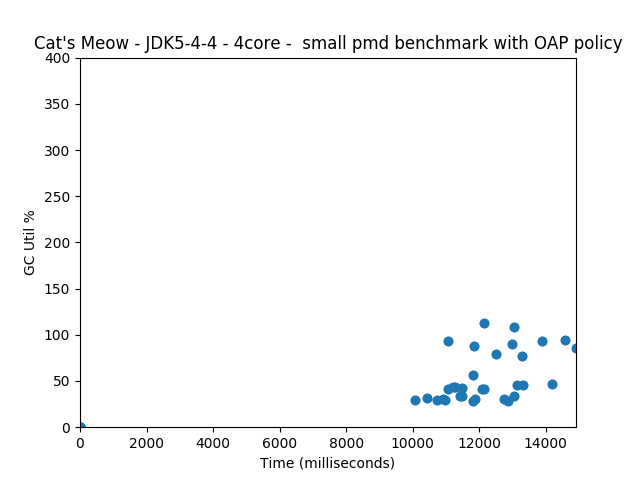 Cat's Meow - JDK5-4-4 - 4core -  small pmd benchmark with OAP policy
400
350
300
250
200
150
100
50
0
GC Util %
0 2000 4000 6000 8000 10000 12000 14000
Time (milliseconds)